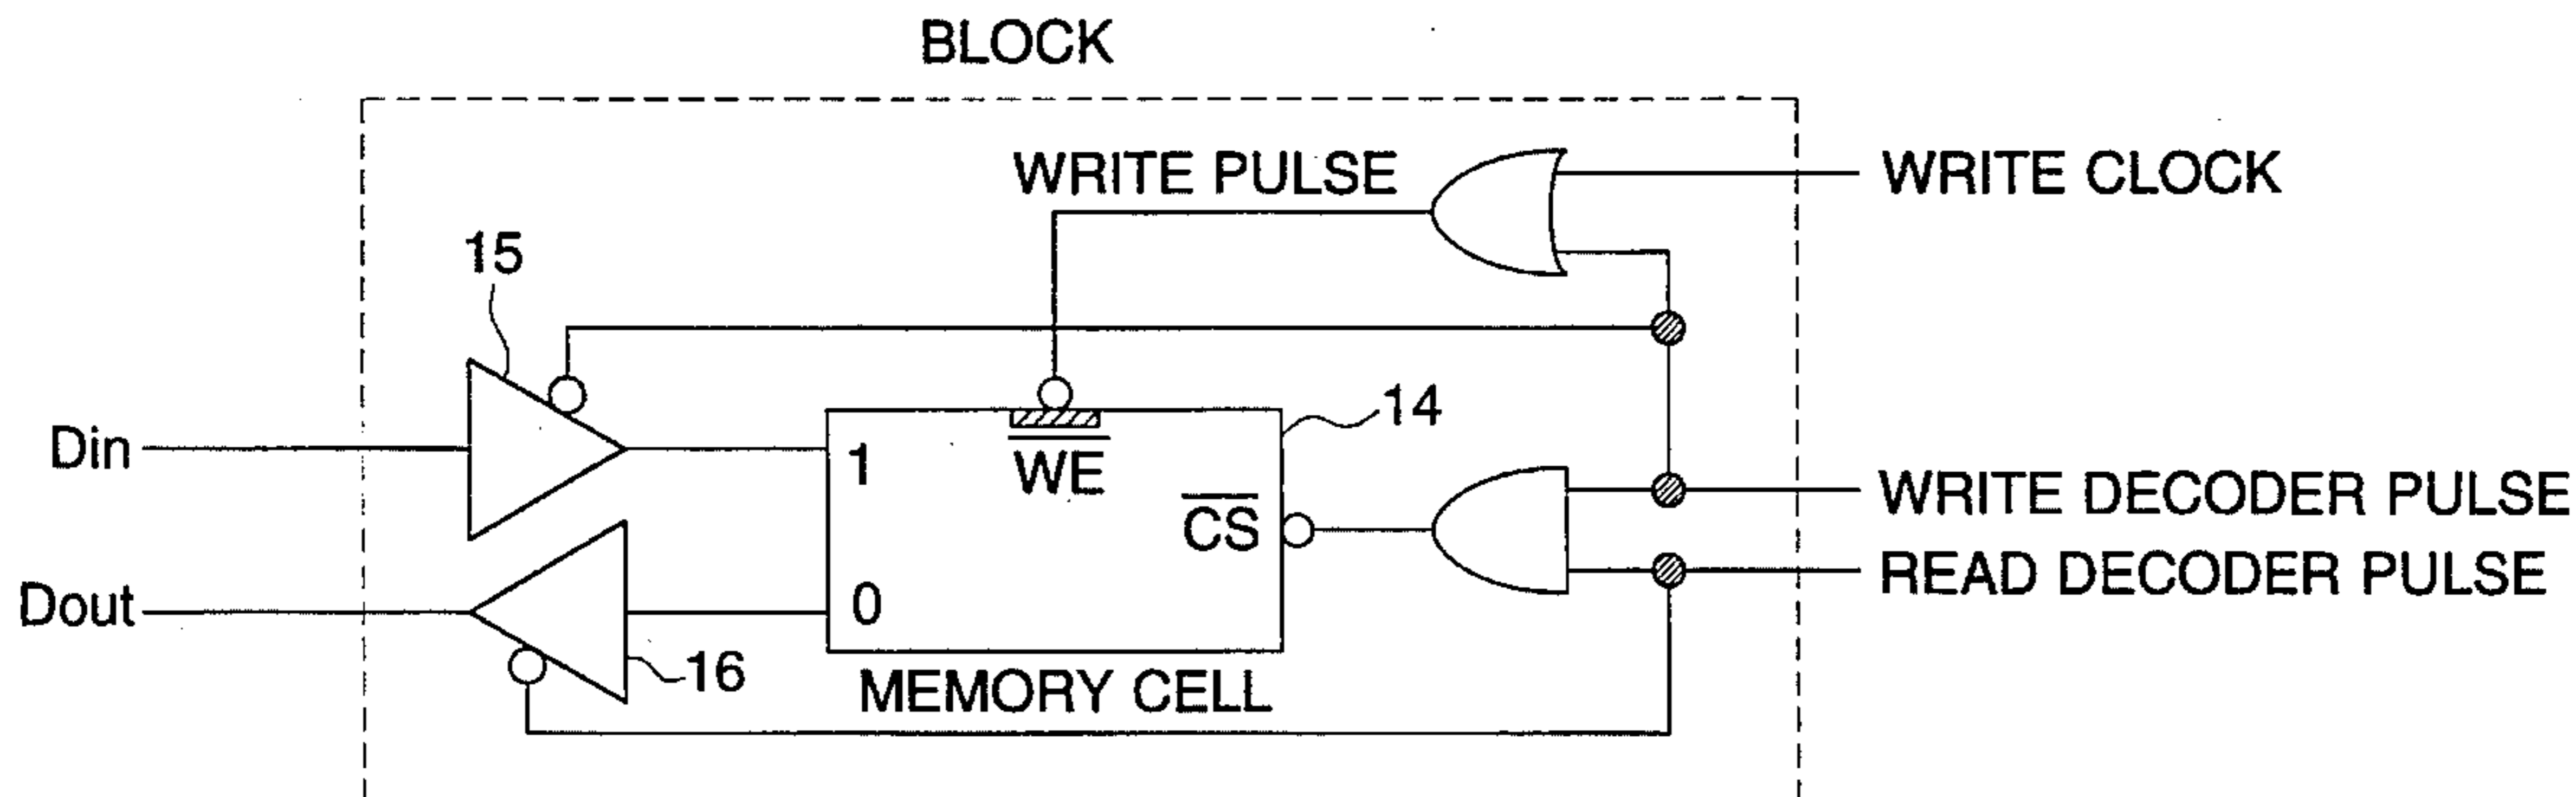 BLOCK
WRITE PULSE
WRITE CLOCK
15
14
Din
1
WE
CS
WRITE DECODER PULSE
READ DECODER PULSE
Dout
0
16
MEMORY CELL